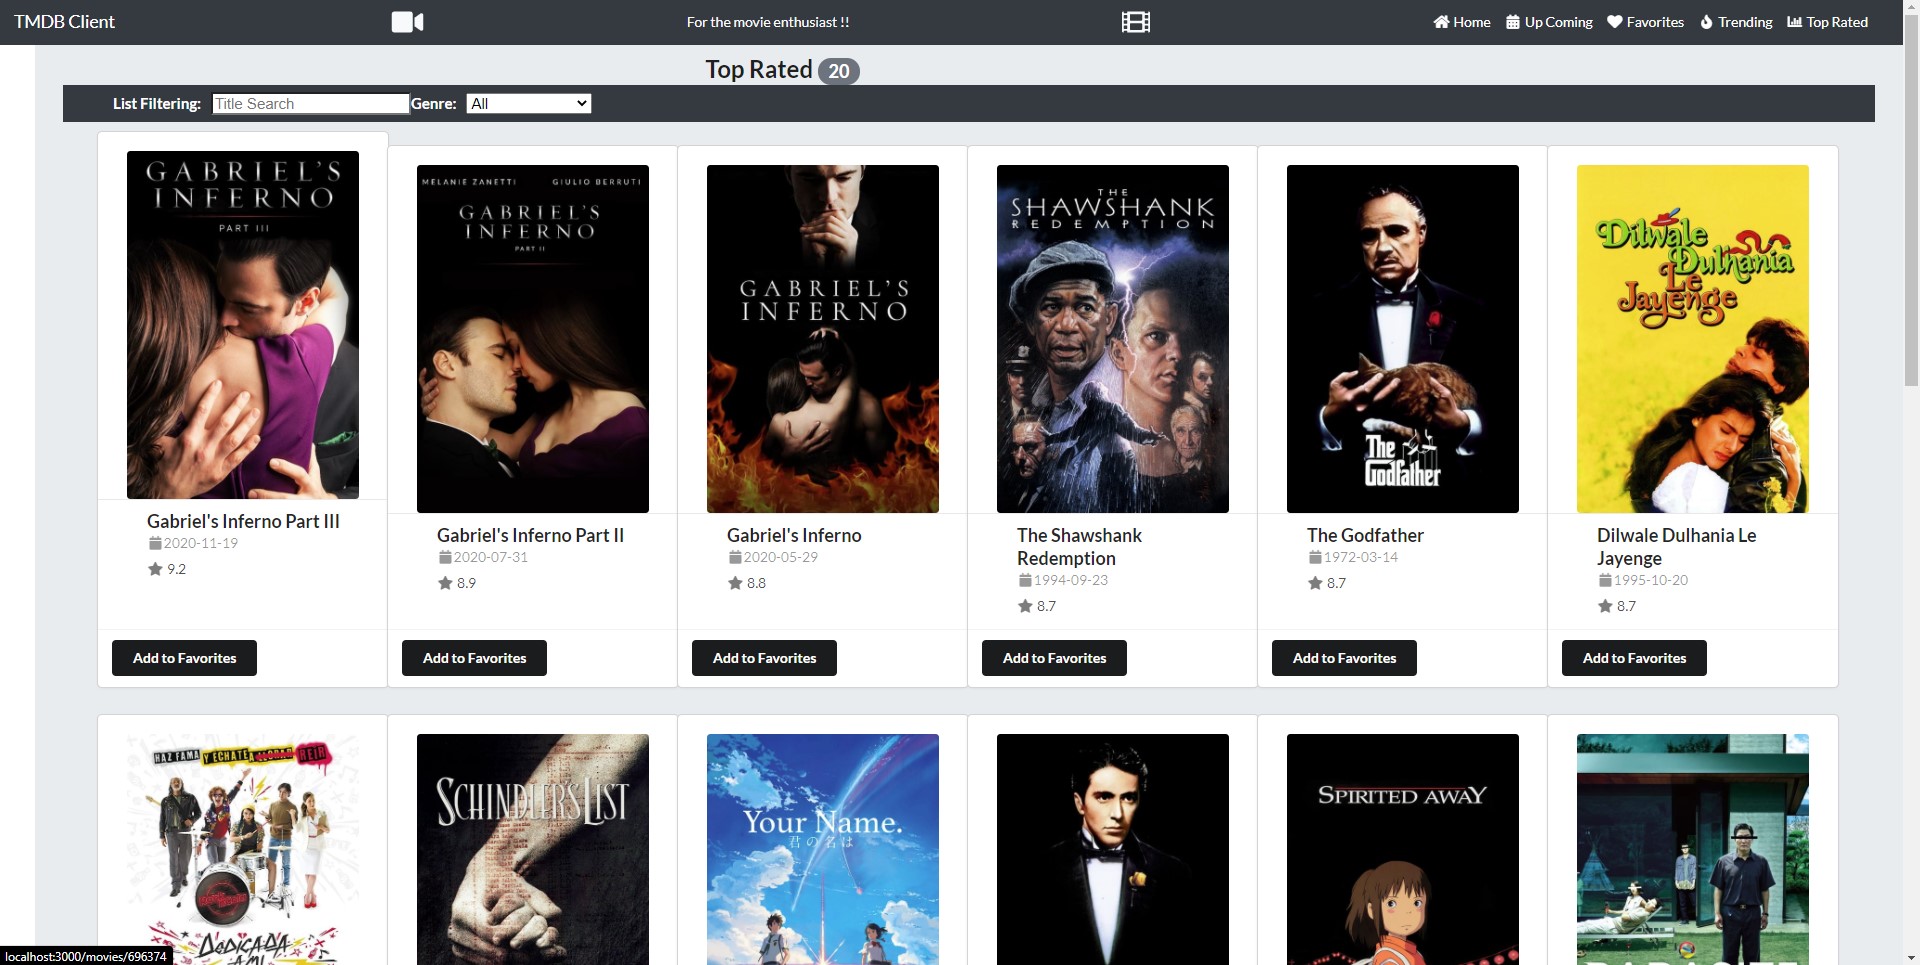 TMDB Client
For the movie enthusiast !!
Home
Up Coming
Favorites
Trending
Top Rated
Top Rated 20
List Filtering:
Title Search
Genre:
All
GABRIEL'S
INFERNO
PART III
MELANIE ZANETTI
GIULIO BERRUTI
GABRIEL'S
INFERNO
PART II
GABRIEL'S
INFERNO
THE
SHAWSHANK
REDEMPTION
The
Godfather
Dilwale
Dulhania
Le
Jayenge
Gabriel's Inferno Part III
2020-11-19
9.2
Gabriel's Inferno Part II
2020-07-31
8.9
Gabriel's Inferno
2020-05-29
8.8
The Shawshank
Redemption
1994-09-23
8.7
The Godfather
1972-03-14
8.7
Dilwale Dulhania Le
Jayenge
1995-10-20
8.7
Add to Favorites
Add to Favorites
Add to Favorites
Add to Favorites
Add to Favorites
Add to Favorites
HAZ FAMA Y ECHATE A LLORAR REIR
DEDICADA
A MI
SCHINDLER'S LIST
Your Name.
君の名は
SPIRITED AWAY
localhost:3000/movies/696374